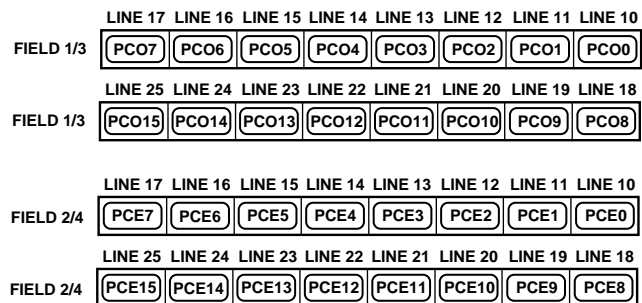 LINE 17 LINE 16 LINE 15 LINE 14 LINE 13 LINE 12 LINE 11 LINE 10
FIELD 1/3 PCO7 PCO6 PCO5 PCO4 PCO3 PCO2 PCO1 PCO0
LINE 25 LINE 24 LINE 23 LINE 22 LINE 21 LINE 20 LINE 19 LINE 18
FIELD 1/3 PCO15 PCO14 PCO13 PCO12 PCO11 PCO10 PCO9 PCO8
LINE 17 LINE 16 LINE 15 LINE 14 LINE 13 LINE 12 LINE 11 LINE 10
FIELD 2/4 PCE7 PCE6 PCE5 PCE4 PCE3 PCE2 PCE1 PCE0
LINE 25 LINE 24 LINE 23 LINE 22 LINE 21 LINE 20 LINE 19 LINE 18
FIELD 2/4 PCE15 PCE14 PCE13 PCE12 PCE11 PCE10 PCE9 PCE8